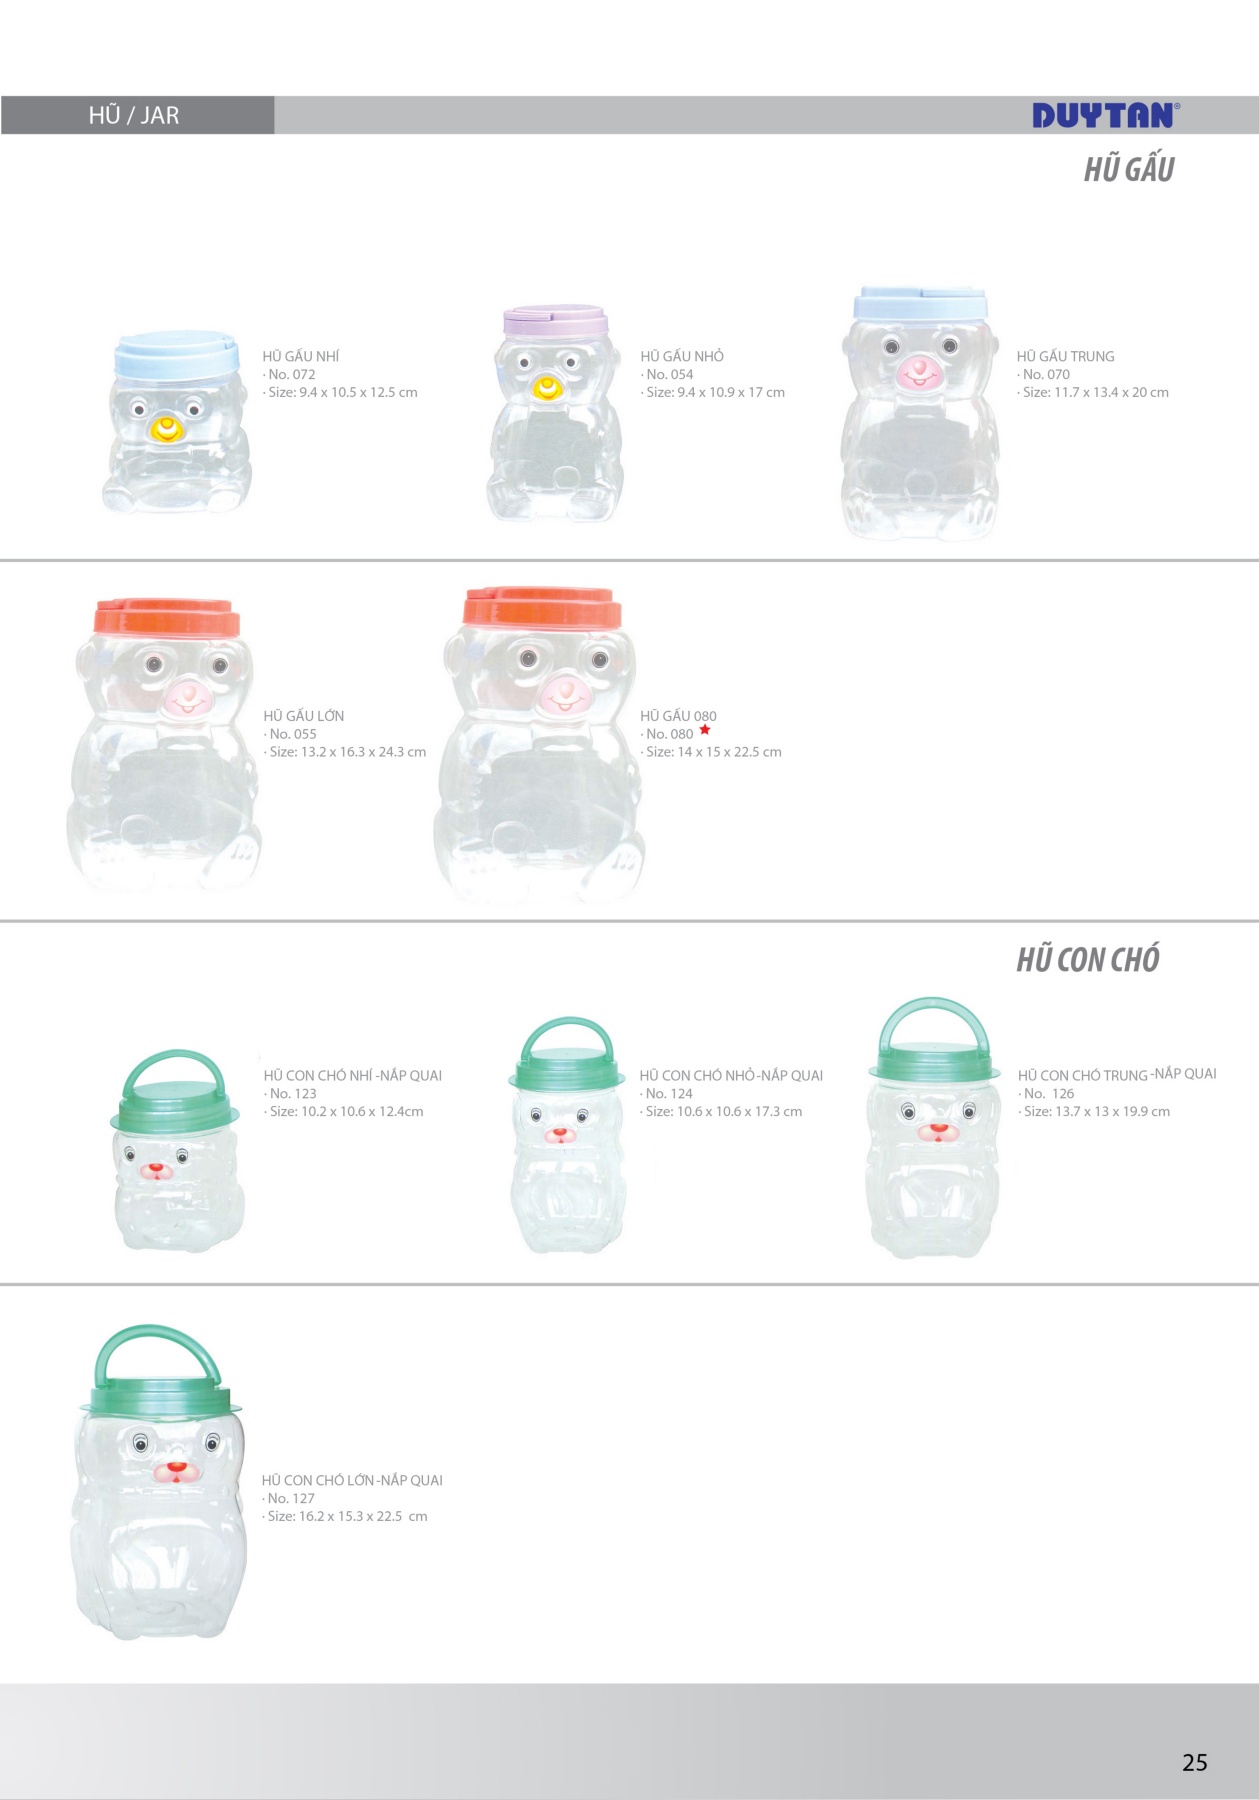 HŨ / JAR
DUYTAN®
HŨ GẤU
HŨ GẤU NHÍ
· No. 072
· Size: 9.4 x 10.5 x 12.5 cm
HŨ GẤU NHỎ
· No. 054
· Size: 9.4 x 10.9 x 17 cm
HŨ GẤU TRUNG
· No. 070
· Size: 11.7 x 13.4 x 20 cm
HŨ GẤU LỚN
· No. 055
· Size: 13.2 x 16.3 x 24.3 cm
HŨ GẤU 080
· No. 080
· Size: 14 x 15 x 22.5 cm
HŨ CON CHÓ
HŨ CON CHÓ NHÍ -NẮP QUAI
· No. 123
· Size: 10.2 x 10.6 x 12.4cm
HŨ CON CHÓ NHỎ-NẮP QUAI
· No. 124
· Size: 10.6 x 10.6 x 17.3 cm
HŨ CON CHÓ TRUNG -NẮP QUAI
· No. 126
· Size: 13.7 x 13 x 19.9 cm
HŨ CON CHÓ LỚN -NẮP QUAI
· No. 127
· Size: 16.2 x 15.3 x 22.5 cm
25